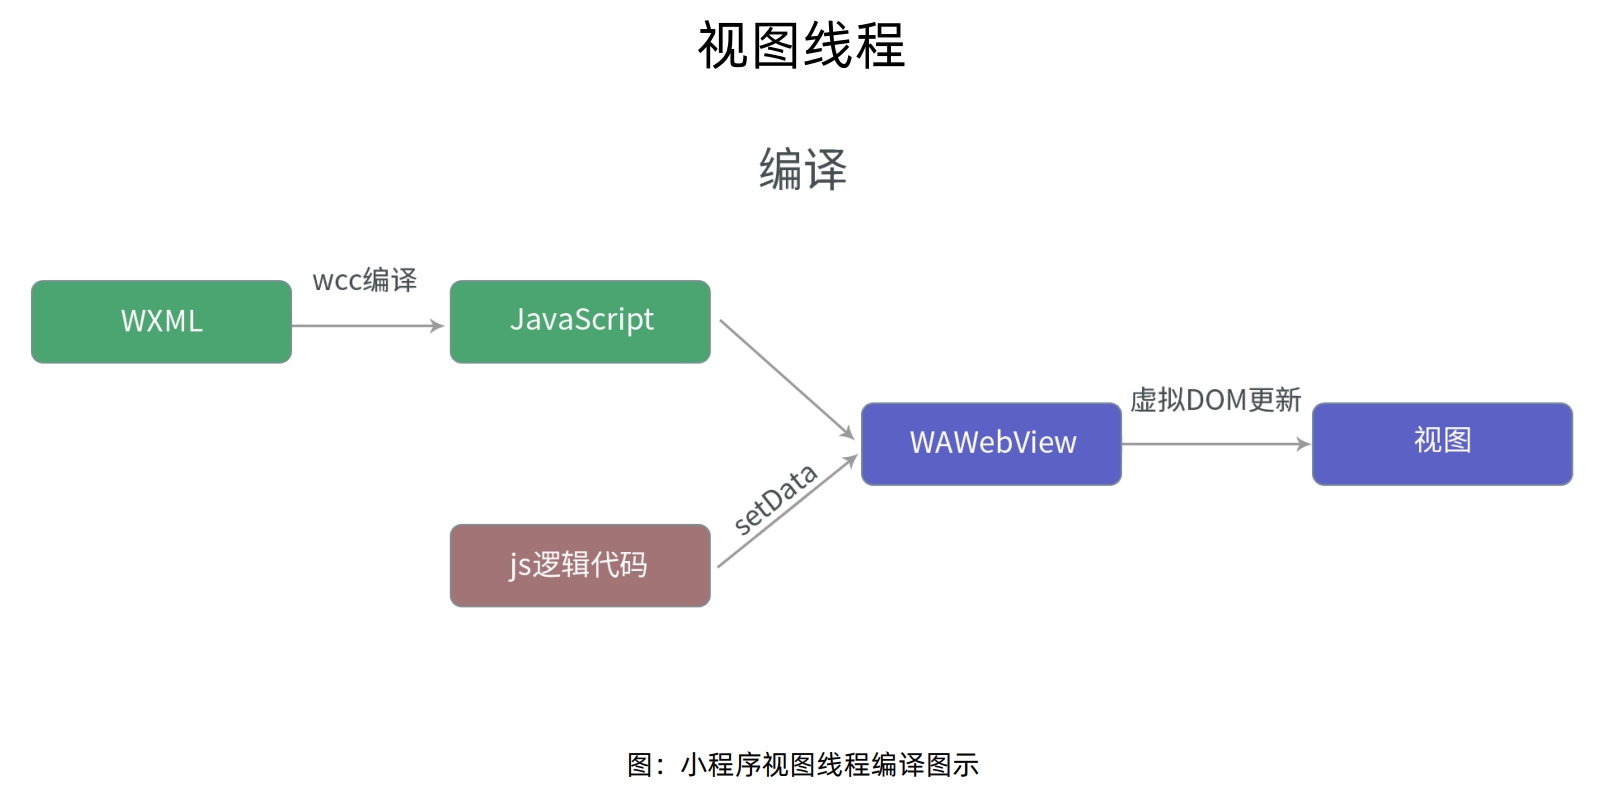 视图线程
编译
wcc编译
WXML
JavaScript
虚拟DOM更新
WAWebView
视图
setData
js逻辑代码
图：小程序视图线程编译图示